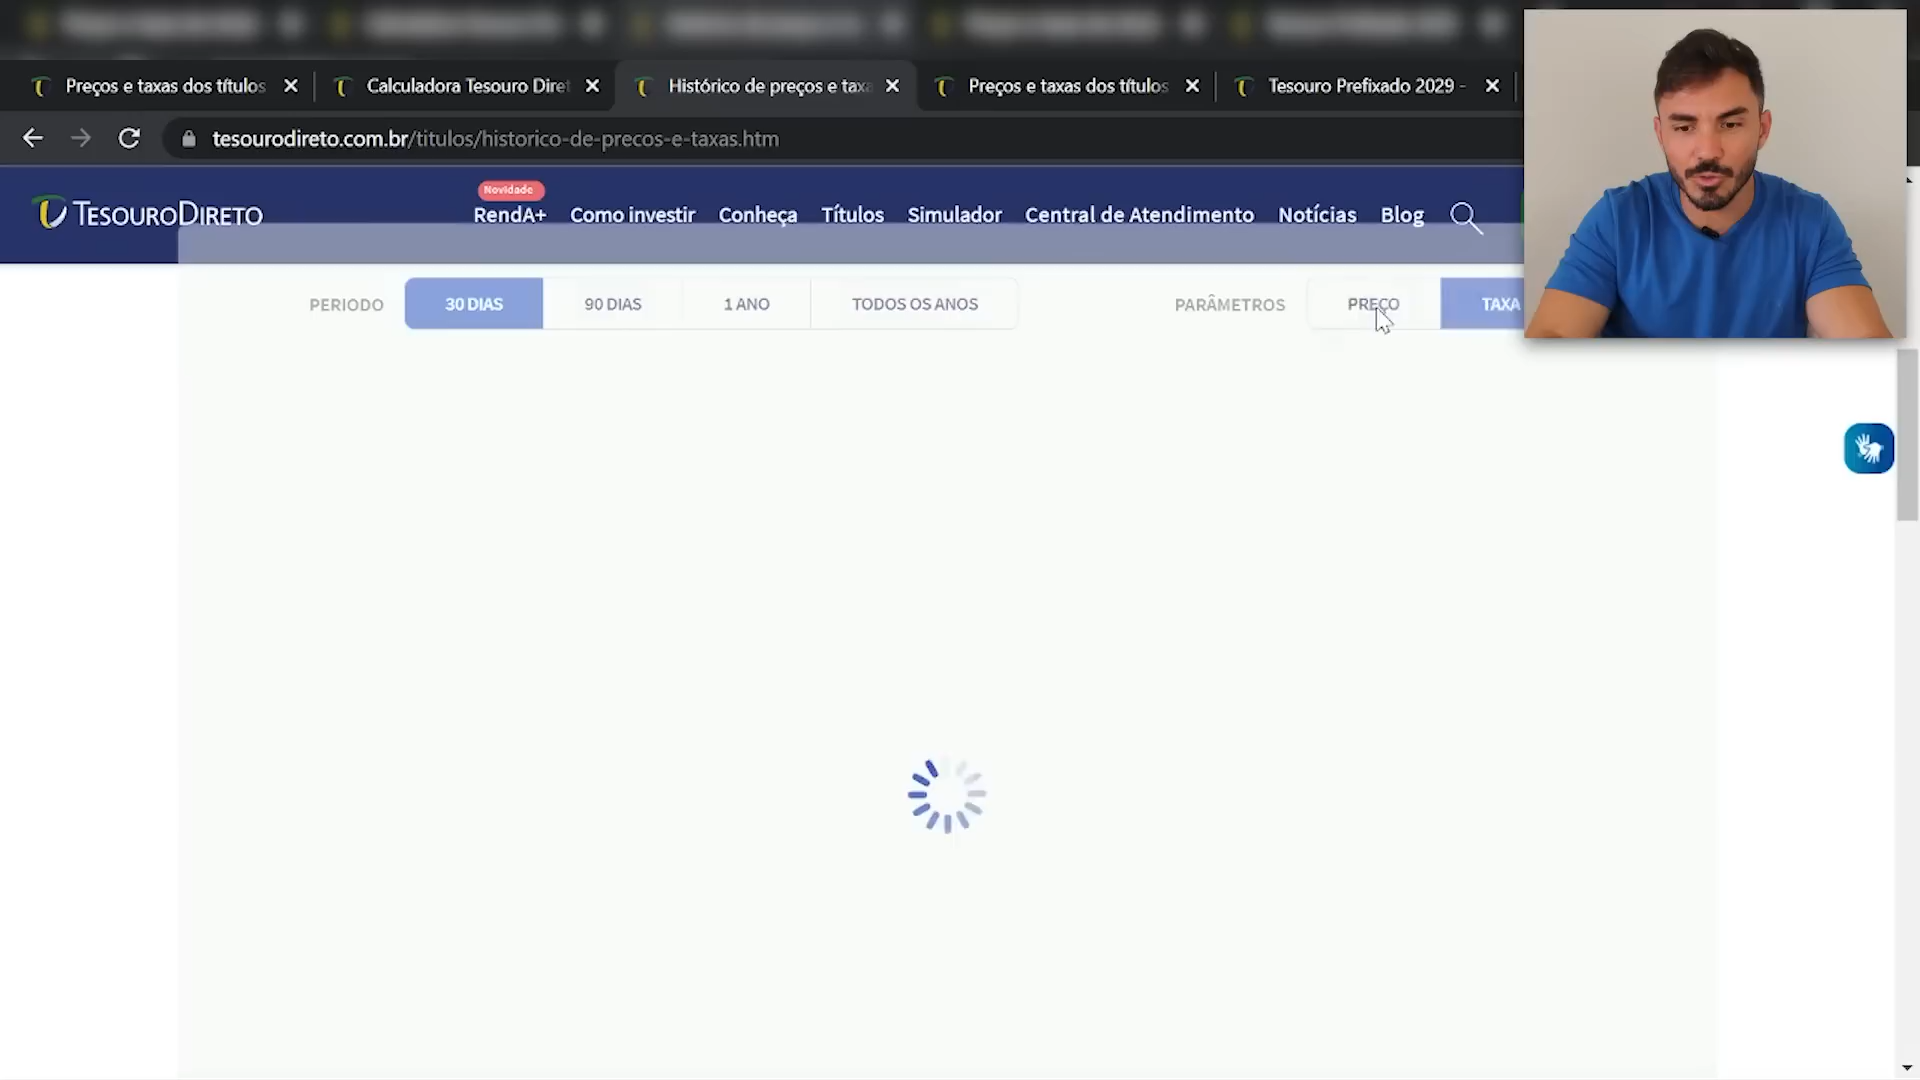 Preços e taxas dos títulos
Calculadora Tesouro Diret
Histórico de preços e taxa
Preços e taxas dos títulos
Tesouro Prefixado 2029 -
tesourodireto.com.br/titulos/historico-de-precos-e-taxas.htm
TESOURODIRETO
Novidade
RendA+
Como investir
Conheça
Títulos
Simulador
Central de Atendimento
Notícias
Blog
PERIODO
30 DIAS
90 DIAS
1 ANO
TODOS OS ANOS
PARÂMETROS
PREÇO
TAXA